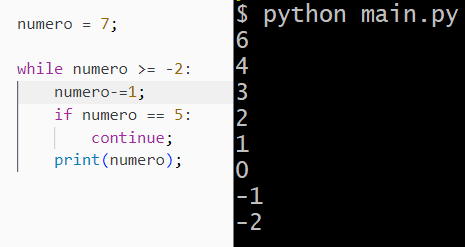 numero = 7;
while numero >= -2:
numero-=1;
if numero == 5:
continue;
print(numero);
$ python main.py
6
4
3
2
1
0
-1
-2